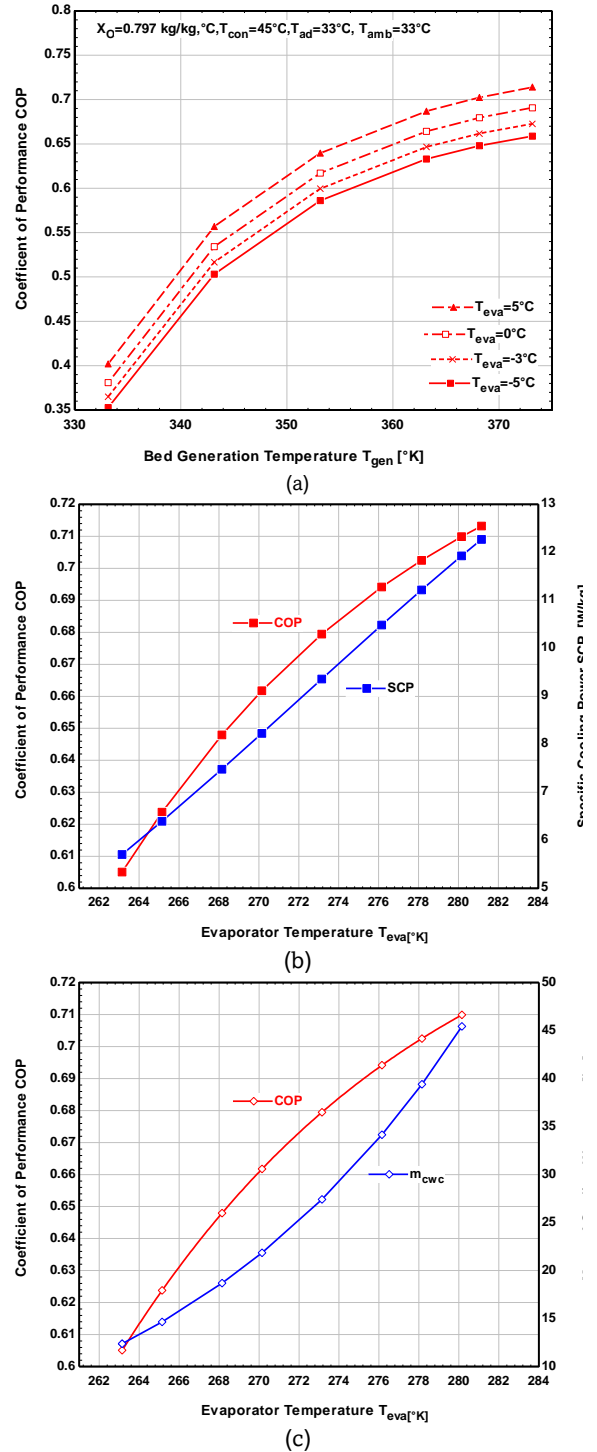 X_O=0.797 kg/kg,°C,T_con=45°C,T_ad=33°C, T_amb=33°C
0.8
0.75
0.7
0.65
0.6
0.55
0.5
0.45
0.4
0.35
Coefficent of Performance COP
T_eva=5°C
T_eva=0°C
T_eva=-3°C
T_eva=-5°C
330 340 350 360 370
Bed Generation Temperature T_gen [°K]
(a)
0.72
0.71
0.7
0.69
0.68
0.67
0.66
0.65
0.64
0.63
0.62
0.61
0.6
Coefficient of Performance COP
COP
SCP
13
12
11
10
9
8
7
6
5
Specific Cooling Power SCP [W/kg]
262 264 266 268 270 272 274 276 278 280 282 284
Evaporator Temperature T_eva[°K]
(b)
0.72
0.71
0.7
0.69
0.68
0.67
0.66
0.65
0.64
0.63
0.62
0.61
0.6
Coefficient of Performance COP
COP
m_cwc
50
45
40
35
30
25
20
15
10
262 264 266 268 270 272 274 276 278 280 282 284
Evaporator Temperature T_eva[°K]
(c)